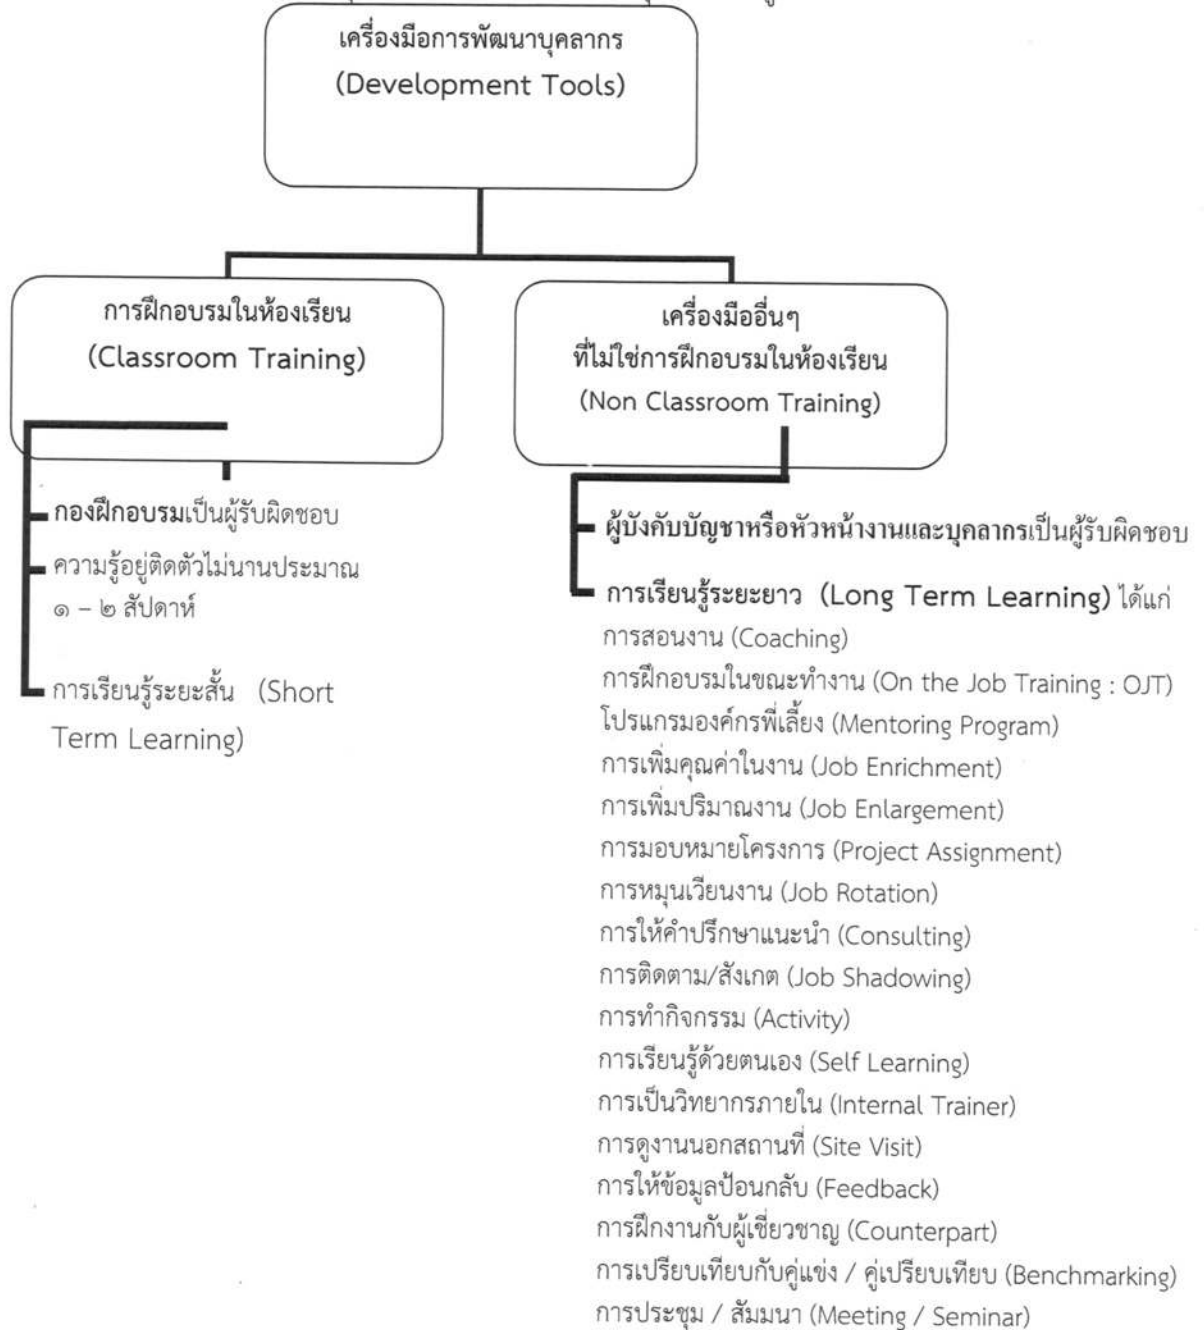 เครื่องมือการพัฒนาบุคลากร
(Development Tools)
การฝึกอบรมในห้องเรียน
(Classroom Training)
กองฝึกอบรมเป็นผู้รับผิดชอบ
ความรู้อยู่ติดตัวไม่นานประมาณ
๑ – ๒ สัปดาห์
การเรียนรู้ระยะสั้น (Short
Term Learning)
เครื่องมืออื่นๆ
ที่ไม่ใช่การฝึกอบรมในห้องเรียน
(Non Classroom Training)
ผู้บังคับบัญชาหรือหัวหน้างานและบุคลากรเป็นผู้รับผิดชอบ
การเรียนรู้ระยะยาว (Long Term Learning) ได้แก่
การสอนงาน (Coaching)
การฝึกอบรมในขณะทำงาน (On the Job Training : OJT)
โปรแกรมองค์กรพี่เลี้ยง (Mentoring Program)
การเพิ่มคุณค่าในงาน (Job Enrichment)
การเพิ่มปริมาณงาน (Job Enlargement)
การมอบหมายโครงการ (Project Assignment)
การหมุนเวียนงาน (Job Rotation)
การให้คำปรึกษาแนะนำ (Consulting)
การติดตาม/สังเกต (Job Shadowing)
การทำกิจกรรม (Activity)
การเรียนรู้ด้วยตนเอง (Self Learning)
การเป็นวิทยากรภายใน (Internal Trainer)
การดูงานนอกสถานที่ (Site Visit)
การให้ข้อมูลป้อนกลับ (Feedback)
การฝึกงานกับผู้เชี่ยวชาญ (Counterpart)
การเปรียบเทียบกับคู่แข่ง / คู่เปรียบเทียบ (Benchmarking)
การประชุม / สัมมนา (Meeting / Seminar)